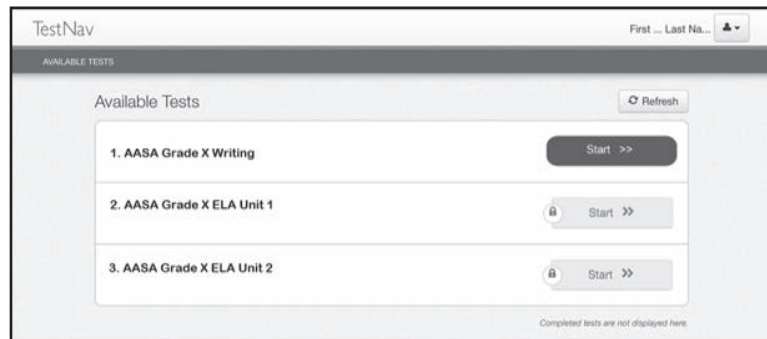 TestNav
First ... Last Na...
AVAILABLE TESTS
Available Tests
Refresh
1. AASA Grade X Writing
Start >>
2. AASA Grade X ELA Unit 1
Start >>
3. AASA Grade X ELA Unit 2
Start >>
Completed tests are not displayed here.